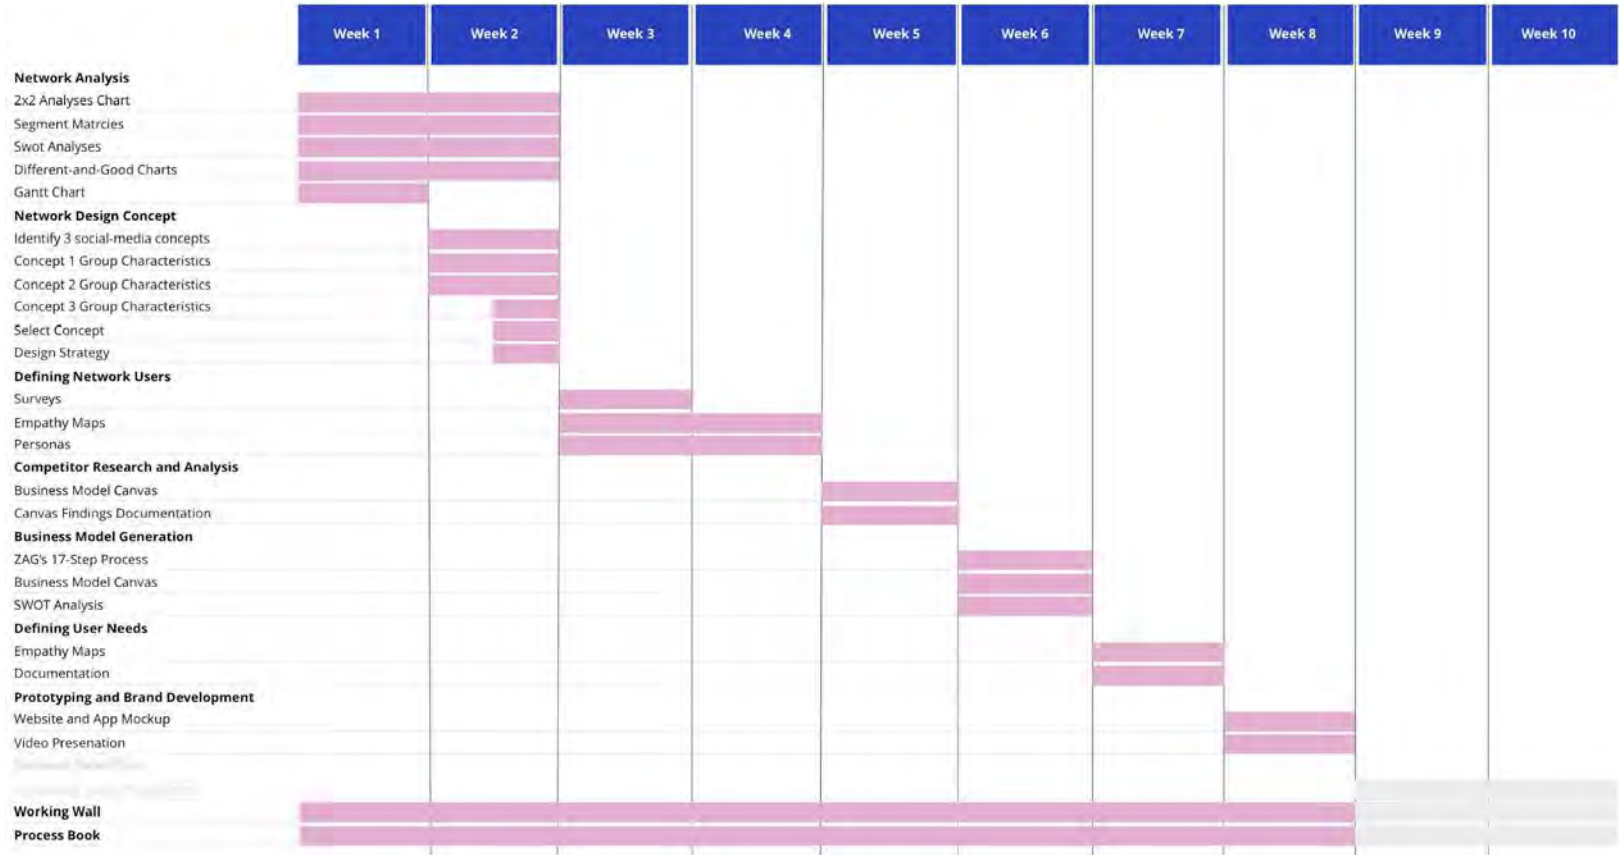 Week 1 Week 2 Week 3 Week 4 Week 5 Week 6 Week 7 Week 8 Week 9 Week 10
Network Analysis
2x2 Analyses Chart
Segment Matrcies
Swot Analyses
Different-and-Good Charts
Gantt Chart
Network Design Concept
Identify 3 social-media concepts
Concept 1 Group Characteristics
Concept 2 Group Characteristics
Concept 3 Group Characteristics
Select Concept
Design Strategy
Defining Network Users
Surveys
Empathy Maps
Personas
Competitor Research and Analysis
Business Model Canvas
Canvas Findings Documentation
Business Model Generation
ZAG's 17-Step Process
Business Model Canvas
SWOT Analysis
Defining User Needs
Empathy Maps
Documentation
Prototyping and Brand Development
Website and App Mockup
Video Presenation
Working Wall
Process Book